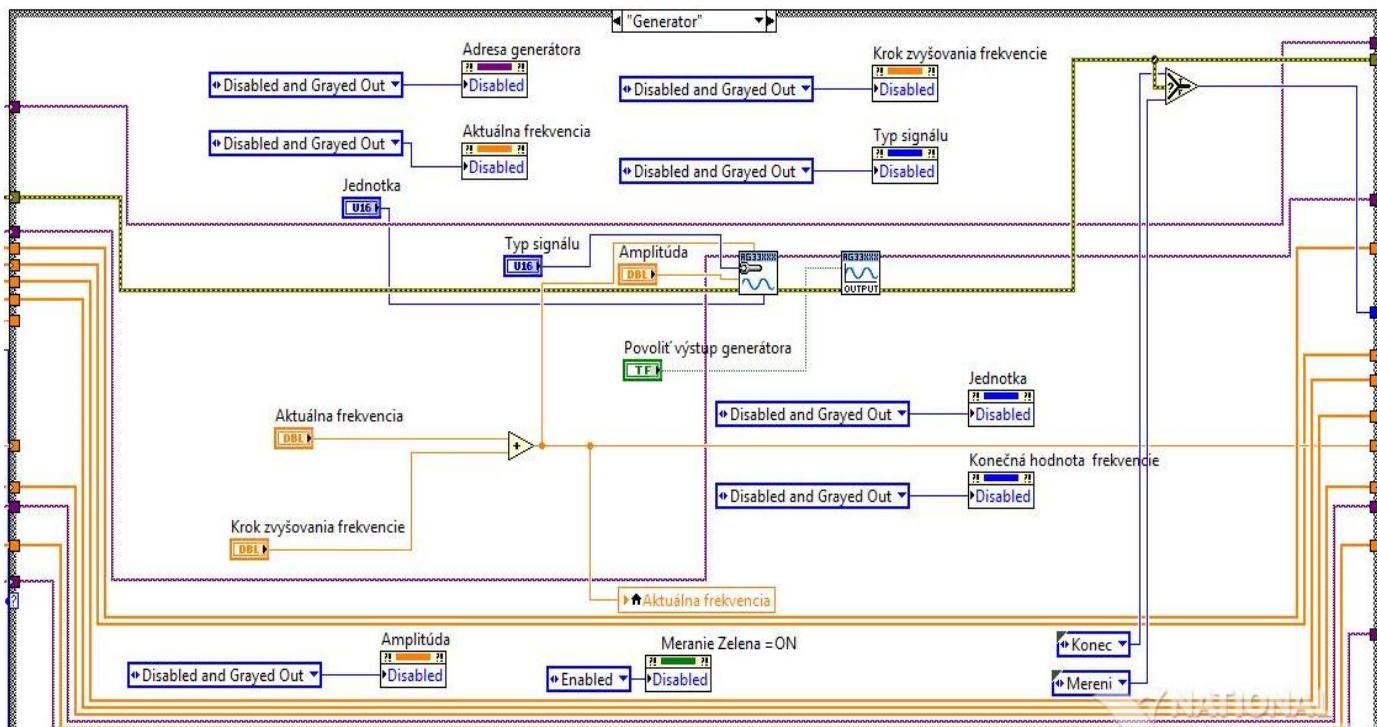 "Generator"
Adresa generátora
Disabled and Grayed Out
?! ?!
Disabled
Krok zvyšovania frekvencie
Disabled and Grayed Out
?! ?!
Disabled
Aktuálna frekvencia
Disabled and Grayed Out
?! ?!
Disabled
Typ signálu
Disabled and Grayed Out
?! ?!
Disabled
Jednotka
U16
Typ signálu
U16
Amplitúda
DBL
AG33XXX
AG33XXX
OUTPUT
? T F
Povoliť výstup generátora
TF
Jednotka
Disabled and Grayed Out
?! ?!
Disabled
Aktuálna frekvencia
DBL
+
Konečná hodnota frekvencie
Disabled and Grayed Out
?! ?!
Disabled
Krok zvyšovania frekvencie
DBL
Aktuálna frekvencia
?
Amplitúda
Disabled and Grayed Out
?! ?!
Disabled
Meranie Zelena =ON
Enabled
?! ?!
Disabled
Konec
Mereni
NATIONAL